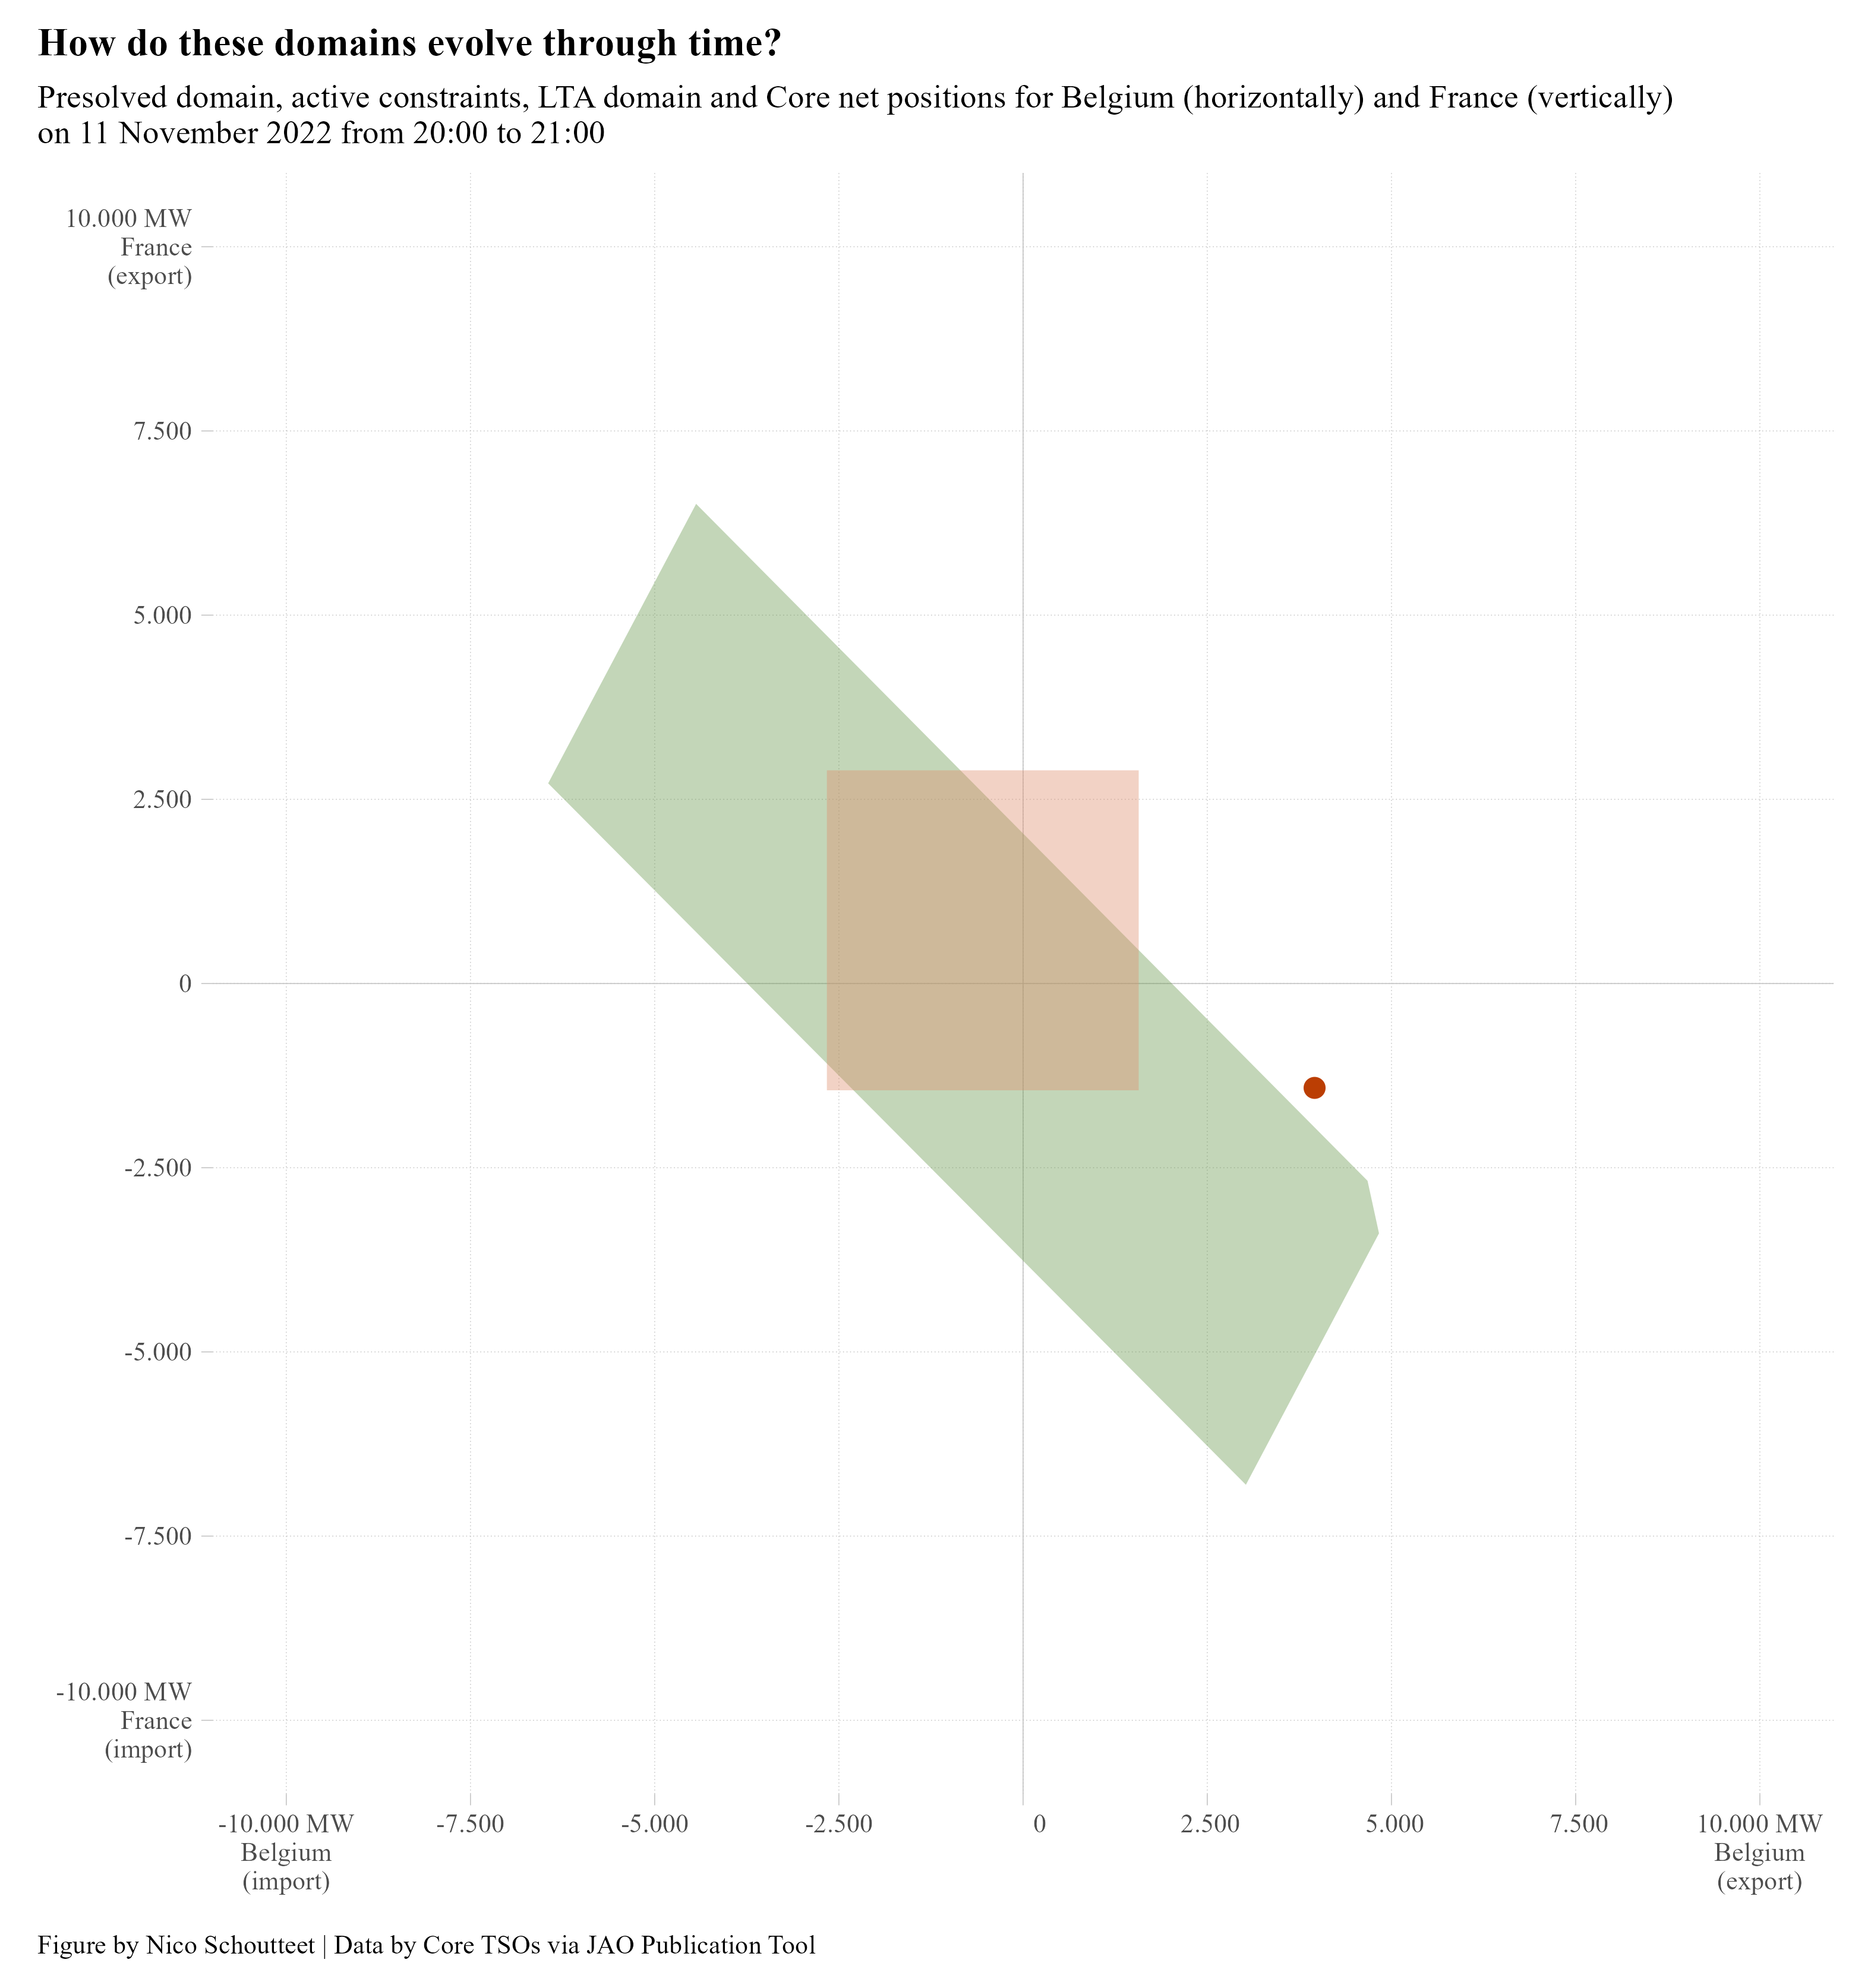 How do these domains evolve through time?
Presolved domain, active constraints, LTA domain and Core net positions for Belgium (horizontally) and France (vertically)
on 11 November 2022 from 20:00 to 21:00
10.000 MW
France
(export)
7.500
5.000
2.500
0
-2.500
-5.000
-7.500
-10.000 MW
France
(import)
-10.000 MW
Belgium
(import)
-7.500
-5.000
-2.500
0
2.500
5.000
7.500
10.000 MW
Belgium
(export)
Figure by Nico Schoutteet | Data by Core TSOs via JAO Publication Tool